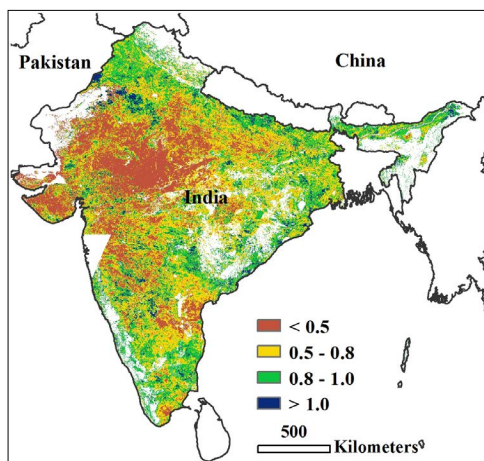 Pakistan
China
India
< 0.5
0.5 - 0.8
0.8 - 1.0
> 1.0
500
Kilometers